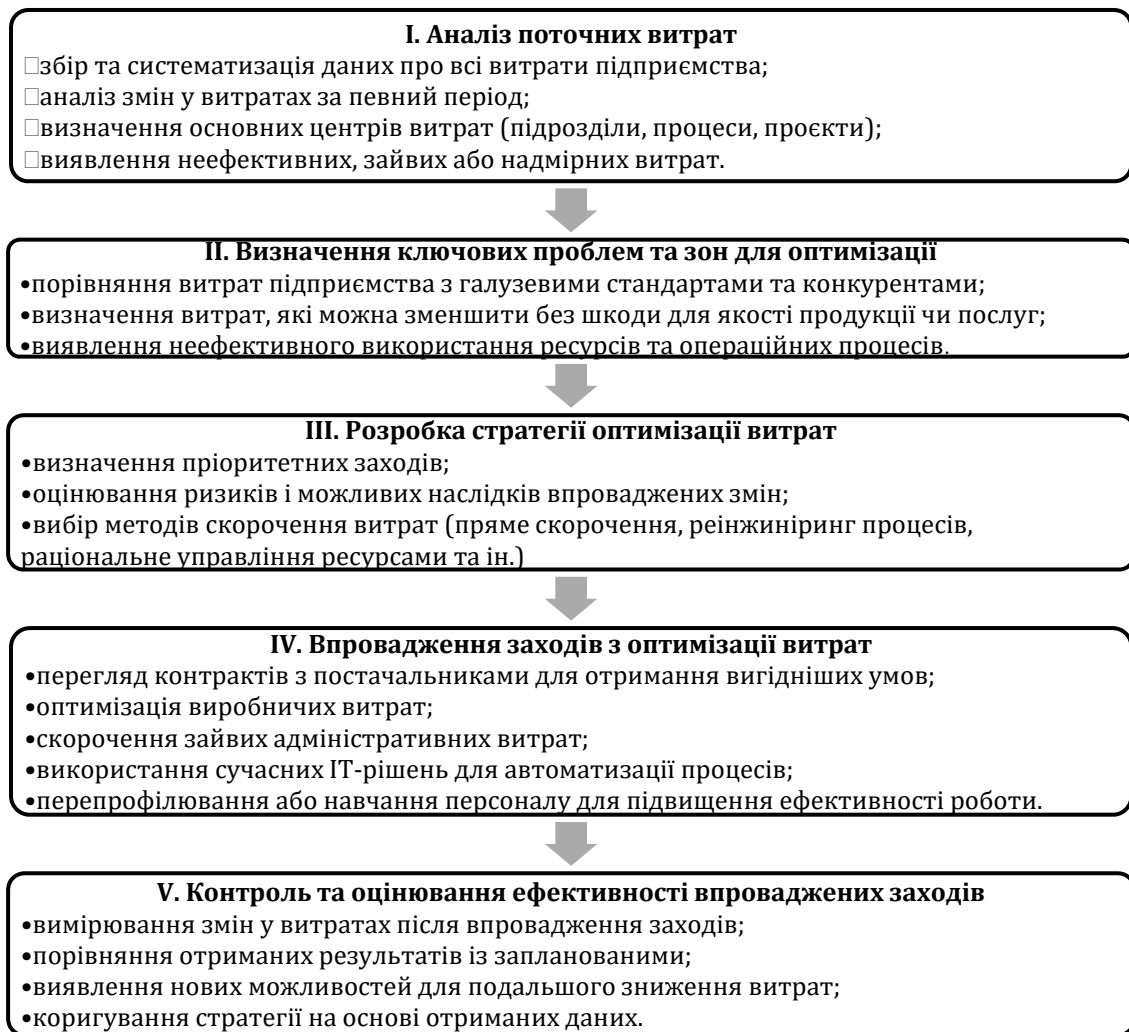 І. Аналіз поточних витрат
□збір та систематизація даних про всі витрати підприємства;
□аналіз змін у витратах за певний період;
□визначення основних центрів витрат (підрозділи, процеси, проєкти);
□виявлення неефективних, зайвих або надмірних витрат.
ІІ. Визначення ключових проблем та зон для оптимізації
•порівняння витрат підприємства з галузевими стандартами та конкурентами;
•визначення витрат, які можна зменшити без шкоди для якості продукції чи послуг;
•виявлення неефективного використання ресурсів та операційних процесів.
ІІІ. Розробка стратегії оптимізації витрат
•визначення пріоритетних заходів;
•оцінювання ризиків і можливих наслідків впроваджених змін;
•вибір методів скорочення витрат (пряме скорочення, реінжиніринг процесів,
раціональне управління ресурсами та ін.)
IV. Впровадження заходів з оптимізації витрат
•перегляд контрактів з постачальниками для отримання вигідніших умов;
•оптимізація виробничих витрат;
•скорочення зайвих адміністративних витрат;
•використання сучасних ІТ-рішень для автоматизації процесів;
•перепрофілювання або навчання персоналу для підвищення ефективності роботи.
V. Контроль та оцінювання ефективності впроваджених заходів
•вимірювання змін у витратах після впровадження заходів;
•порівняння отриманих результатів із запланованими;
•виявлення нових можливостей для подальшого зниження витрат;
•коригування стратегії на основі отриманих даних.